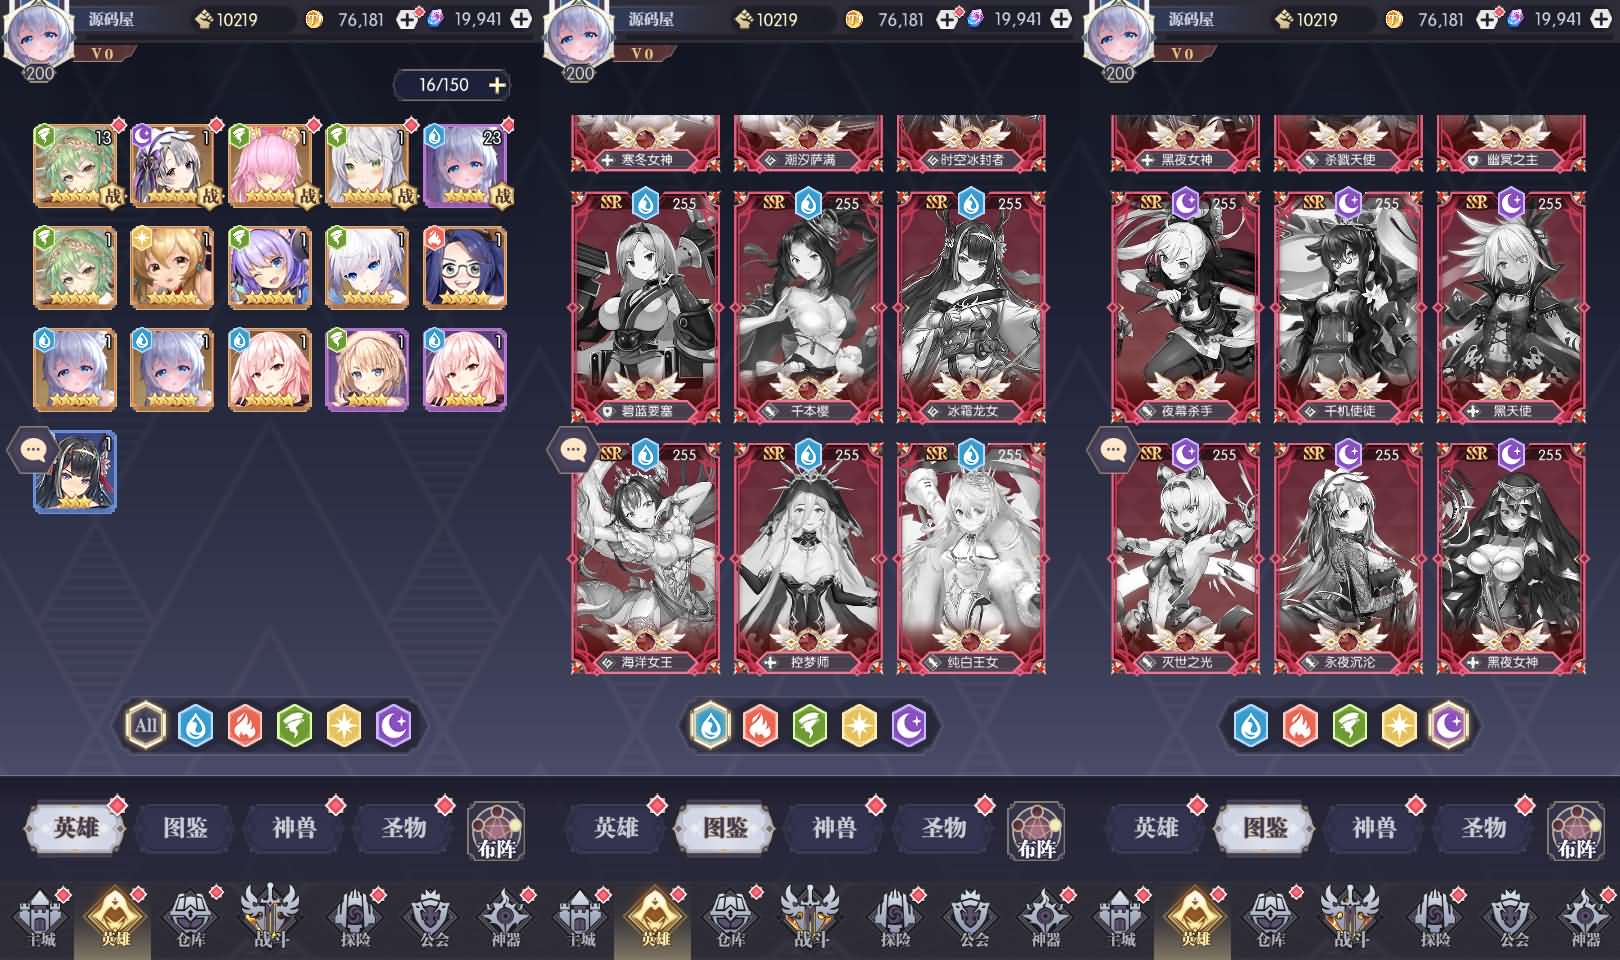 源码屋
10219
76,181
19,941
V 0
200
16/150
13
战
1
战
1
战
1
战
23
战
1
1
1
1
1
1
1
1
1
1
1
All
英雄
图鉴
神兽
圣物
布阵
主城
英雄
仓库
战斗
探险
公会
神器
源码屋
10219
76,181
19,941
V 0
200
寒冬女神
潮汐萨满
时空冰封者
SSR
255
SSR
255
SSR
255
碧蓝要塞
千本樱
冰霜龙女
SSR
255
SSR
255
SSR
255
海洋女王
控梦师
纯白王女
英雄
图鉴
神兽
圣物
布阵
主城
英雄
仓库
战斗
探险
公会
神器
源码屋
10219
76,181
19,941
V 0
200
黑夜女神
杀戮天使
幽冥之主
SSR
255
SSR
255
SSR
255
夜幕杀手
千机使徒
黑天使
SSR
255
SSR
255
SSR
255
灭世之光
永夜沉沦
黑夜女神
英雄
图鉴
神兽
圣物
布阵
主城
英雄
仓库
战斗
探险
公会
神器